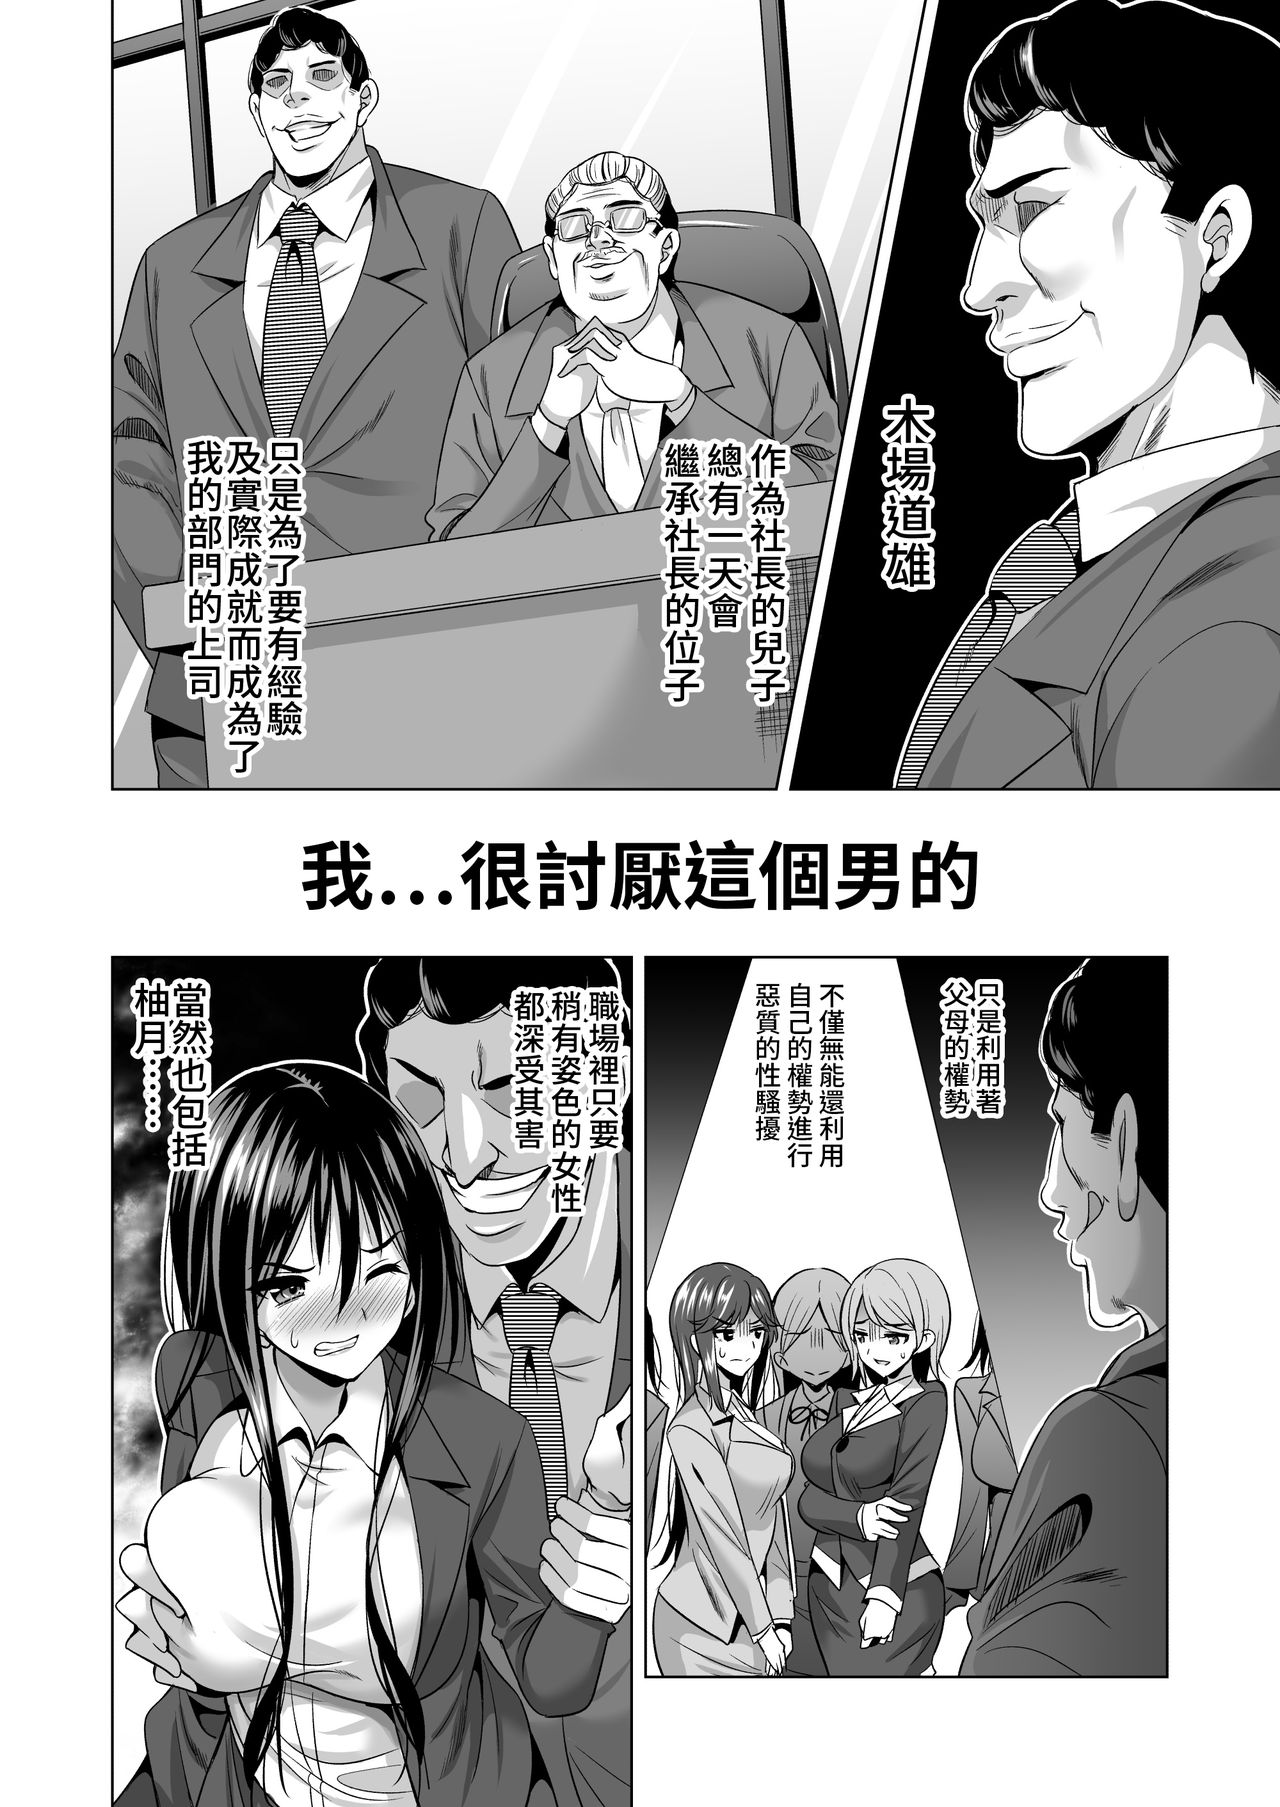 木場道雄
作為社長的兒子
總有一天會
繼承社長的位子
只是為了要有經驗
及實際成就而成為了
我的部門的上司
我…很討厭這個男的
只是利用著
父母的權勢
不僅無能還利用
自己的權勢進行
惡質的性騷擾
職場裡只要
稍有姿色的女性
都深受其害
當然也包括
柚月……